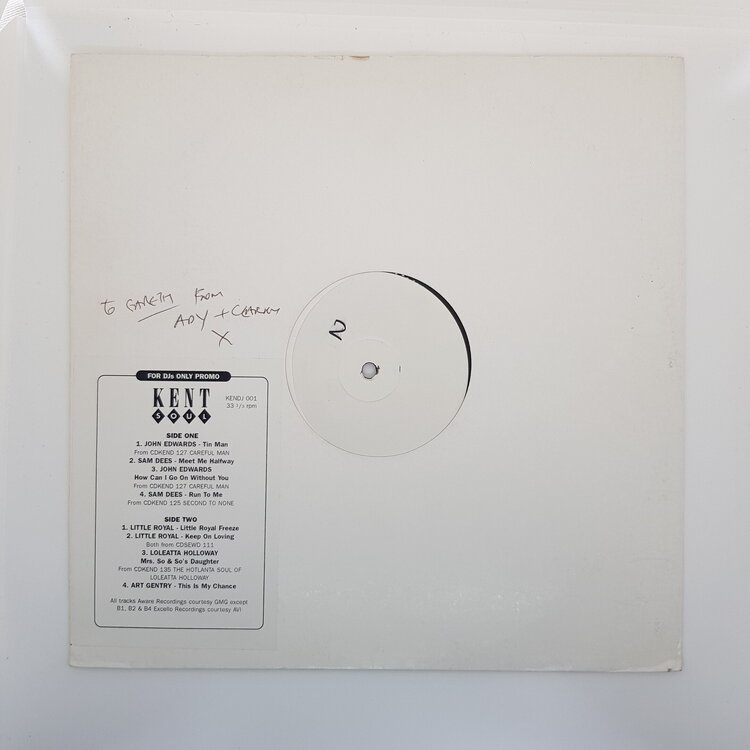 to GARETH from
ADY + CLARKY
X
2
FOR DJs ONLY PROMO
KENT
SOUL
KENDJ 001
33 1/3 rpm
SIDE ONE
1. JOHN EDWARDS - Tin Man
From CDKEND 127 CAREFUL MAN
2. SAM DEES - Meet Me Halfway
3. JOHN EDWARDS
How Can I Go On Without You
From CDKEND 127 CAREFUL MAN
4. SAM DEES - Run To Me
From CDKEND 125 SECOND TO NONE
SIDE TWO
1. LITTLE ROYAL - Little Royal Freeze
2. LITTLE ROYAL - Keep On Loving
Both from CDSEWD 111
3. LOLEATTA HOLLOWAY
Mrs. So & So's Daughter
From CDKEND 135 THE HOTLANTA SOUL OF
LOLEATTA HOLLOWAY
4. ART GENTRY - This Is My Chance
All tracks Aware Recordings courtesy GMG except
B1, B2 & B4 Excello Recordings courtesy AVI